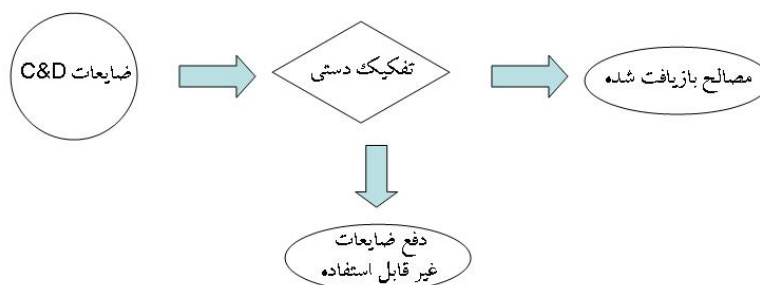 ضایعات C&D
تفکیک دستی
مصالح بازیافت شده
دفع ضایعات
غیر قابل استفاده